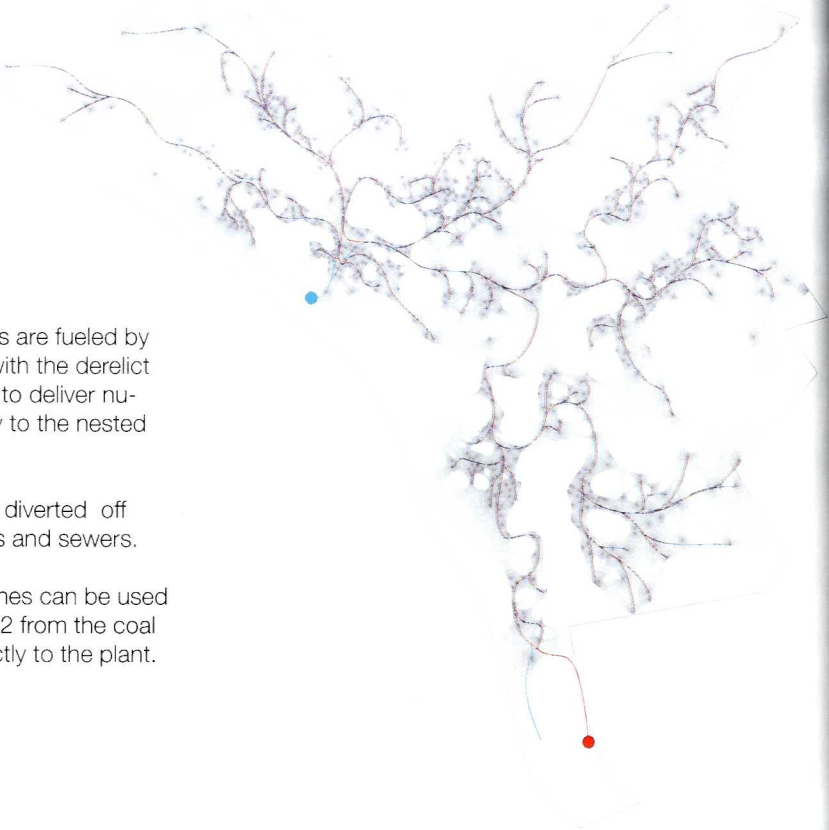 s are fueled by
with the derelict
to deliver nu-
to the nested
diverted off
s and sewers.
nes can be used
2 from the coal
ctly to the plant.